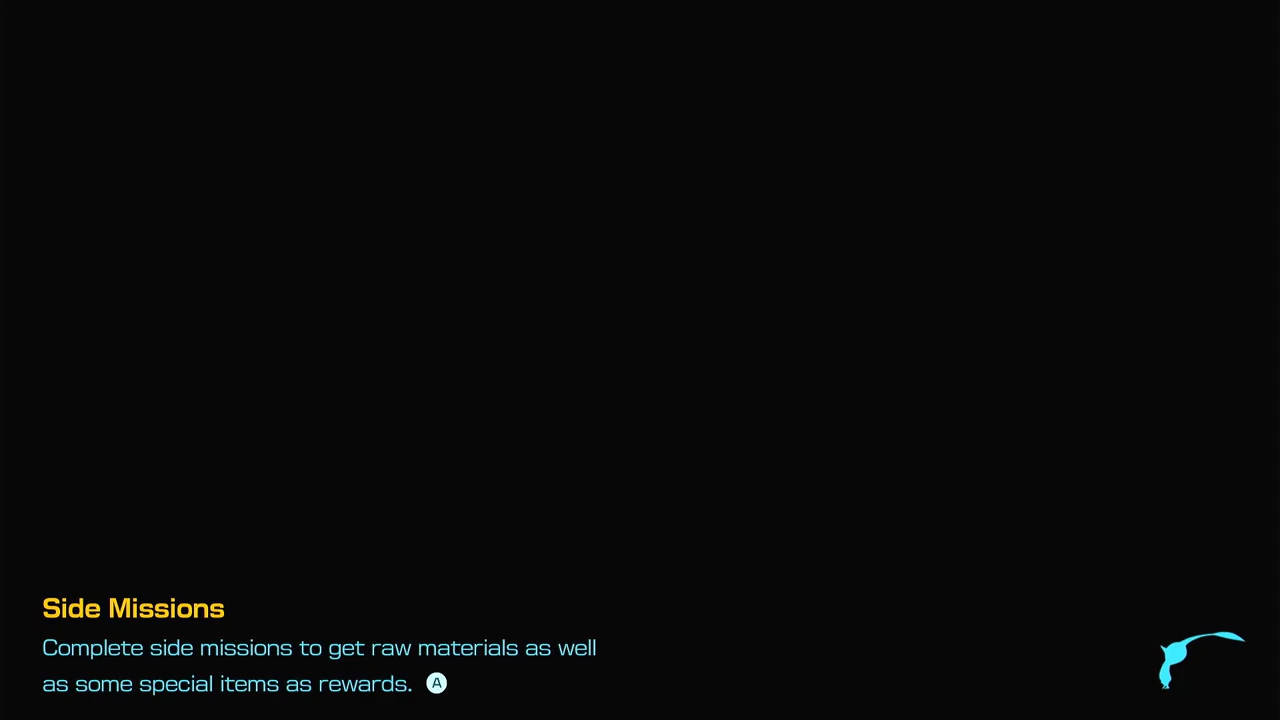 Side Missions
Complete side missions to get raw materials as well
as some special items as rewards. A